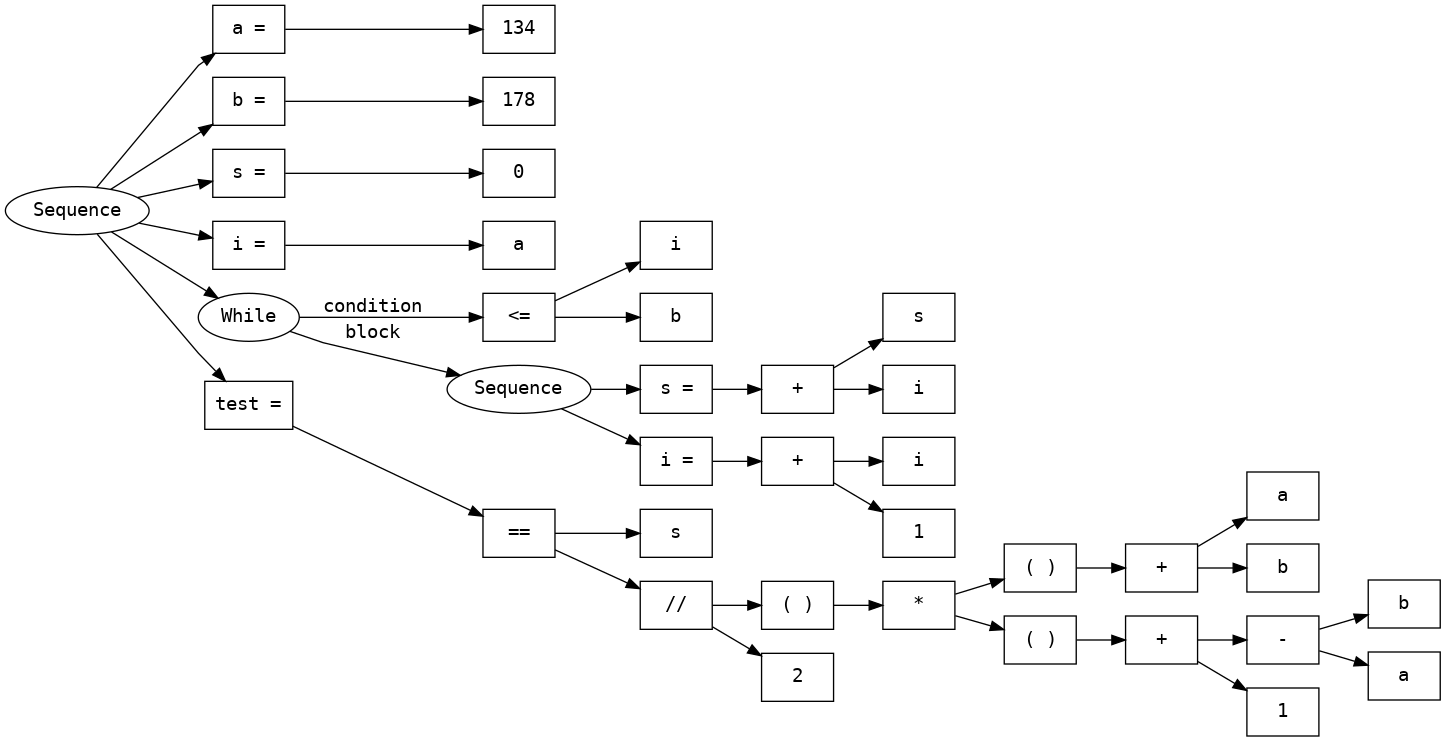 a =
134
b =
178
s =
0
Sequence
i =
a
i
While
condition
block
<=
b
s
Sequence
s =
+
i
test =
i =
+
i
1
==
s
a
( )
+
b
//
( )
*
b
( )
+
-
2
a
1